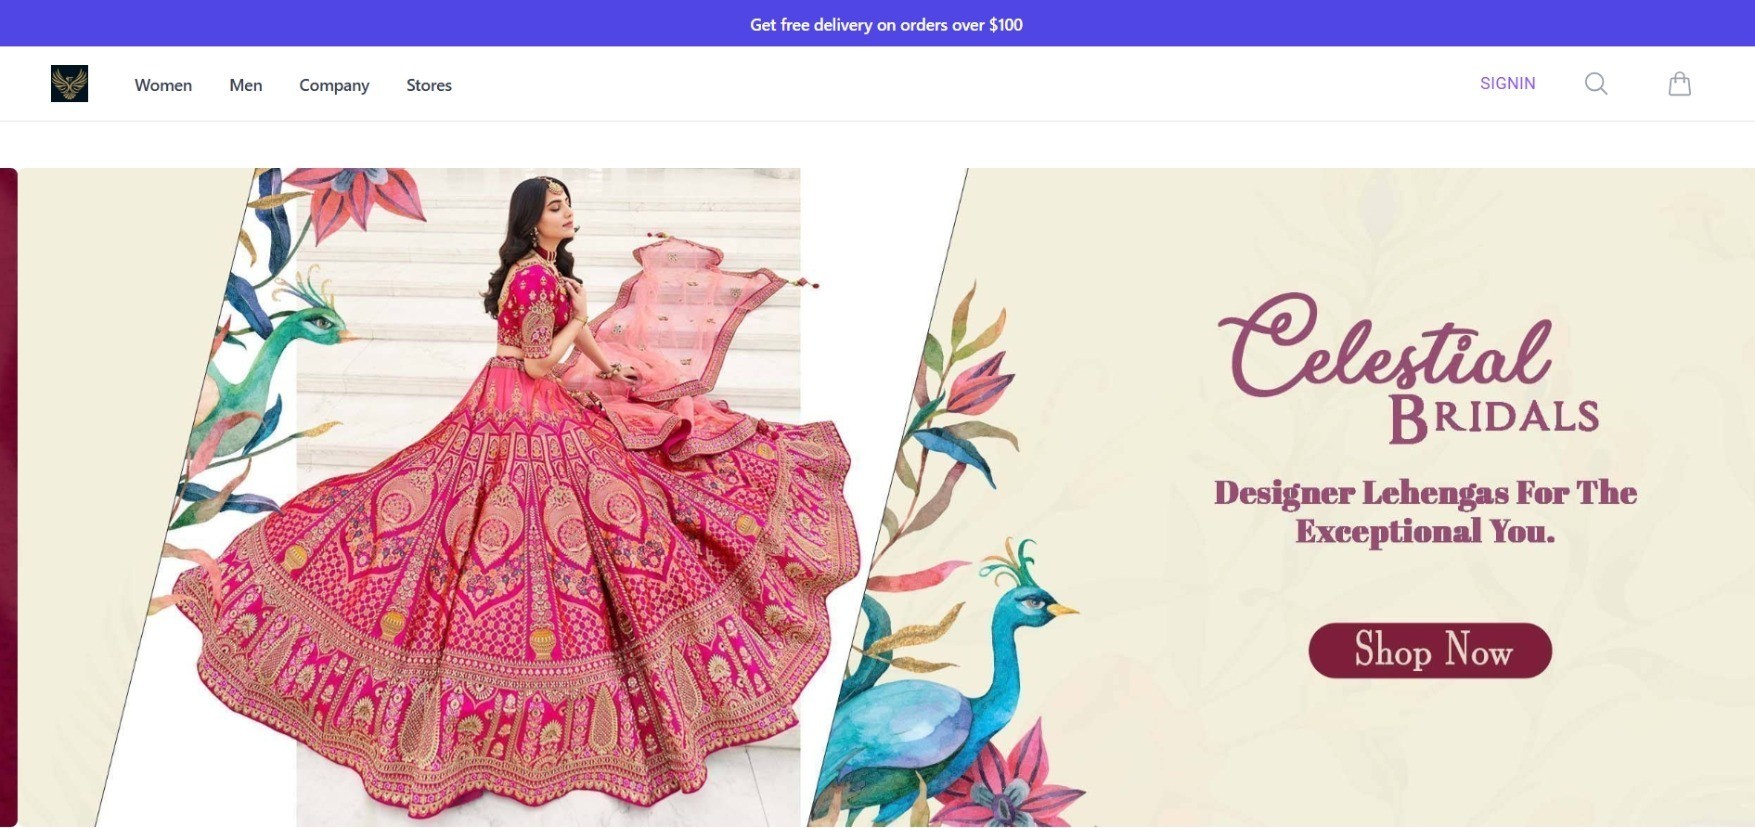 Get free delivery on orders over $100
Women Men Company Stores SIGNIN
Celestial
BRIDALS
Designer Lehengas For The
Exceptional You.
Shop Now